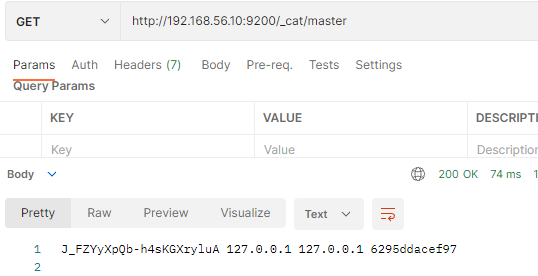 GET http://192.168.56.10:9200/_cat/master
Params Auth Headers (7) Body Pre-req. Tests Settings
Query Params
KEY VALUE DESCRIPTI
Key Value Description
Body 200 OK 74 ms 1
Pretty Raw Preview Visualize Text
1 J_FZYyXpQb-h4sKGXryluA 127.0.0.1 127.0.0.1 6295ddacef97
2